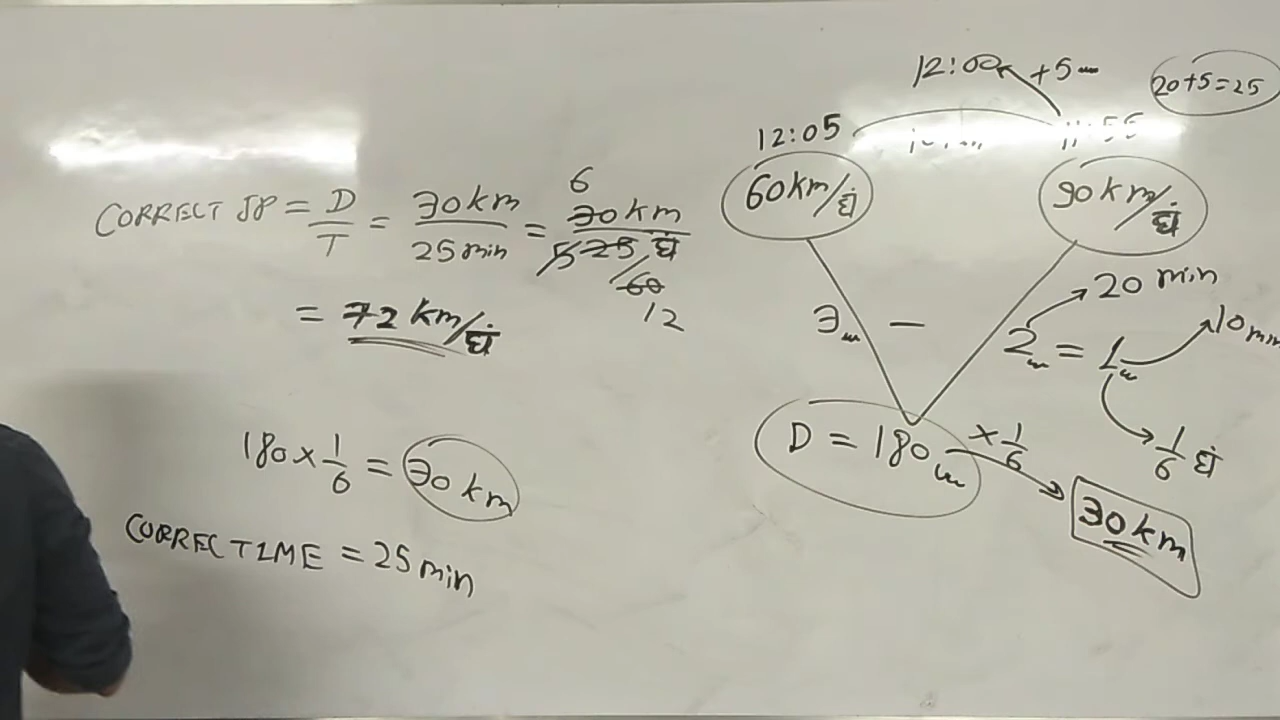 12:00 +5
20+5=25
12:05 11:55
60km/घं 90km/घं
CORRECT SP = D/T = 30km/25min = 30km/25/60 घं
6
5
12
= 72 km/घं
20 min
3 - 2 = 1 10 min
1/6 घं
D = 180 × 1/6
30km
180 × 1/6 = 30 km
CORRECTIME = 25 min